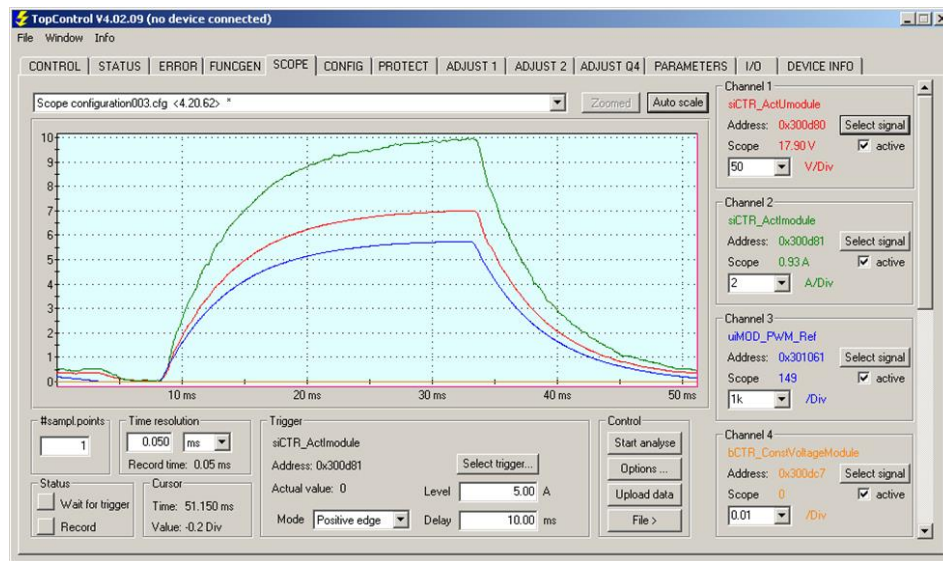 TopControl V4.02.09 (no device connected)
File Window Info
CONTROL STATUS ERROR FUNCGEN SCOPE CONFIG PROTECT ADJUST 1 ADJUST 2 ADJUST Q4 PARAMETERS I/O DEVICE INFO
Scope configuration003.cfg <4.20.62> *
Zoomed
Auto scale
10
9
8
7
6
5
4
3
2
1
0
10 ms 20 ms 30 ms 40 ms 50 ms
Channel 1
siCTR_ActUmodule
Address: 0x300d80 Select signal
Scope 17.90 V active
50 V/Div
Channel 2
siCTR_ActImodule
Address: 0x300d81 Select signal
Scope 0.93 A active
2 A/Div
Channel 3
uiMOD_PWM_Ref
Address: 0x301061 Select signal
Scope 149 active
1k /Div
Channel 4
bCTR_ConstVoltageModule
Address: 0x300dc7 Select signal
Scope 0 active
0.01 /Div
#sampl.points
1
Time resolution
0.050 ms
Record time: 0.05 ms
Status
Wait for trigger
Record
Cursor
Time: 51.150 ms
Value: -0.2 Div
Trigger
siCTR_ActImodule
Address: 0x300d81 Select trigger...
Actual value: 0 Level 5.00 A
Mode Positive edge Delay 10.00 ms
Control
Start analyse
Options ...
Upload data
File >